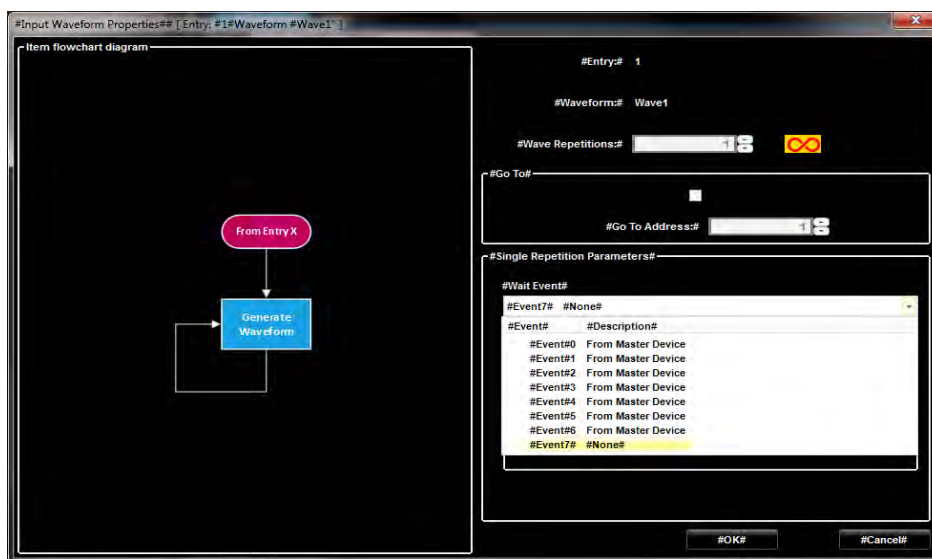 #Input Waveform Properties## [ Entry: #1#Waveform #Wave1" ]
Item flowchart diagram
From Entry X
Generate
Waveform
#Entry:# 1
#Waveform:# Wave1
#Wave Repetitions:# 1
#Go To#
#Go To Address:# 1
#Single Repetition Parameters#
#Wait Event#
#Event7# #None#
#Event# #Description#
#Event#0 From Master Device
#Event#1 From Master Device
#Event#2 From Master Device
#Event#3 From Master Device
#Event#4 From Master Device
#Event#5 From Master Device
#Event#6 From Master Device
#Event7# #None#
#OK# #Cancel#